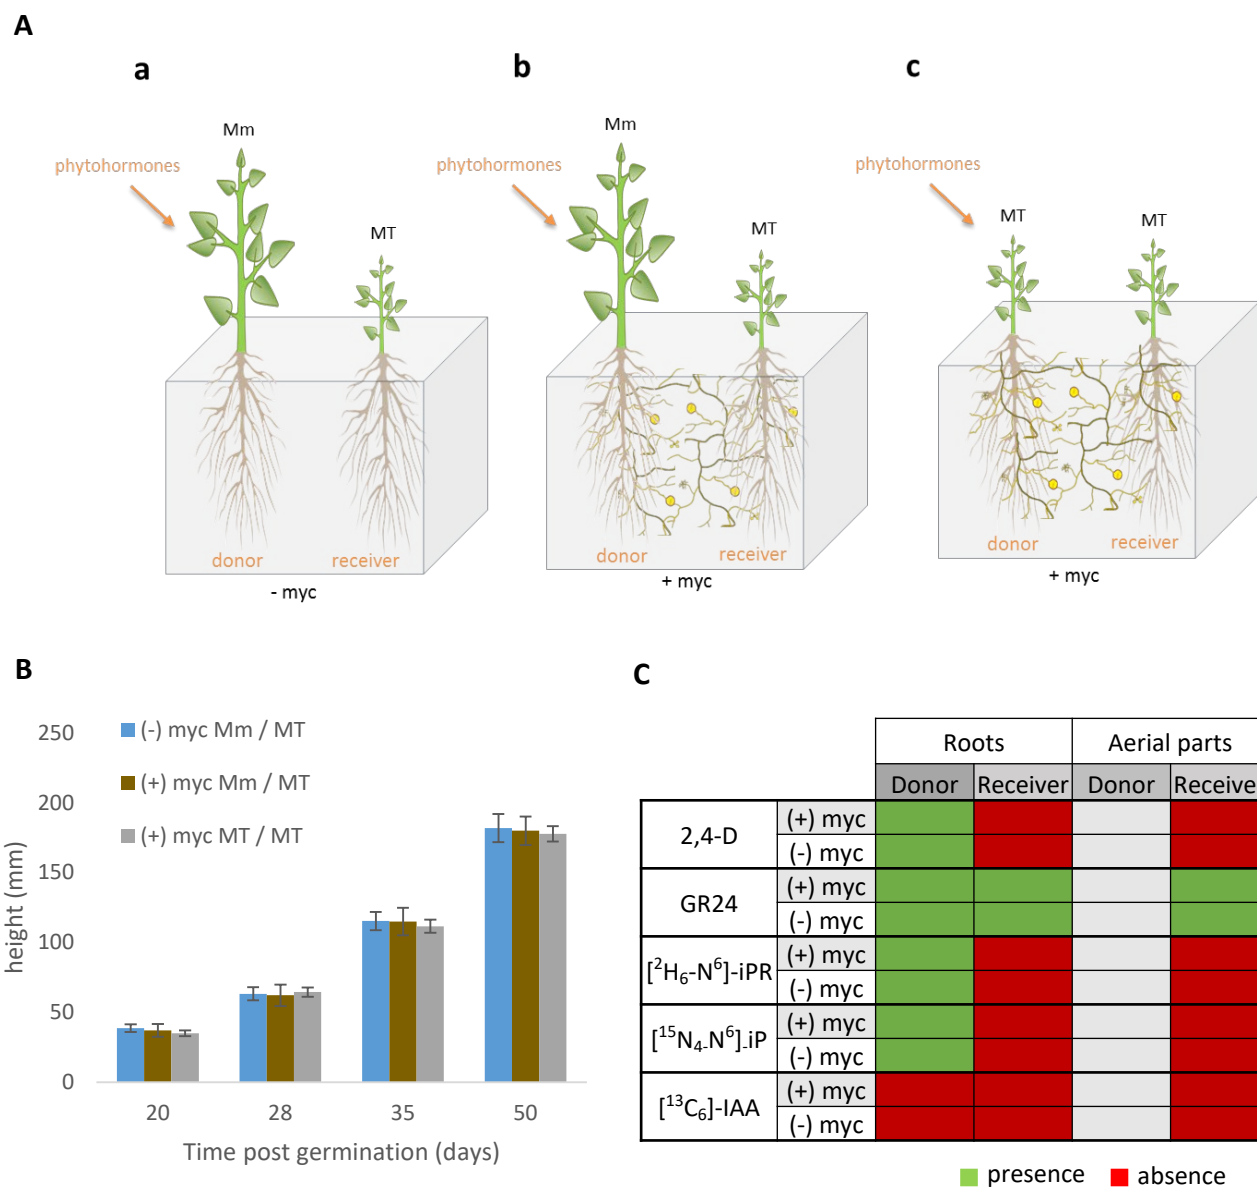 A
a
b
c
Mm
phytohormones
MT
donor
receiver
- myc
Mm
phytohormones
MT
donor
receiver
+ myc
phytohormones
MT
MT
donor
receiver
+ myc
B
250
200
150
100
50
0
height (mm)
(-) myc Mm / MT
(+) myc Mm / MT
(+) myc MT / MT
20 28 35 50
Time post germination (days)
C
Roots Aerial parts
Donor Receiver Donor Receive
2,4-D (+) myc
(-) myc
GR24 (+) myc
(-) myc
[²H₆-N⁶]-iPR (+) myc
(-) myc
[¹⁵N₄-N⁶]-iP (+) myc
(-) myc
[¹³C₆]-IAA (+) myc
(-) myc
presence absence